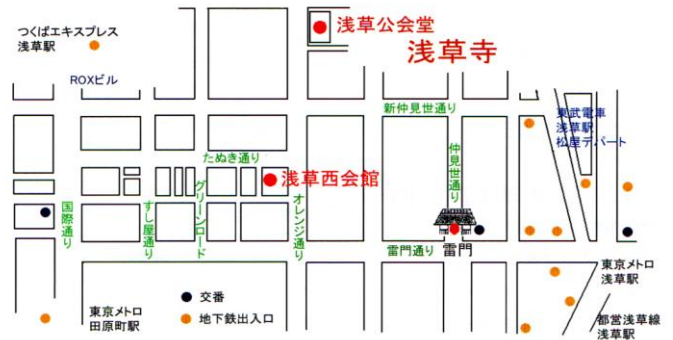 つくばエキスプレス
浅草駅
浅草公会堂
浅草寺
ROXビル
新仲見世通り
東武電車
浅草駅
松屋デパート
たぬき通り
仲見世通り
浅草西会館
国際通り
すし屋通り
グリーンロード
オレンジ通り
雷門通り
雷門
東京メトロ
浅草駅
東京メトロ
田原町駅
交番
地下鉄出入口
都営浅草線
浅草駅